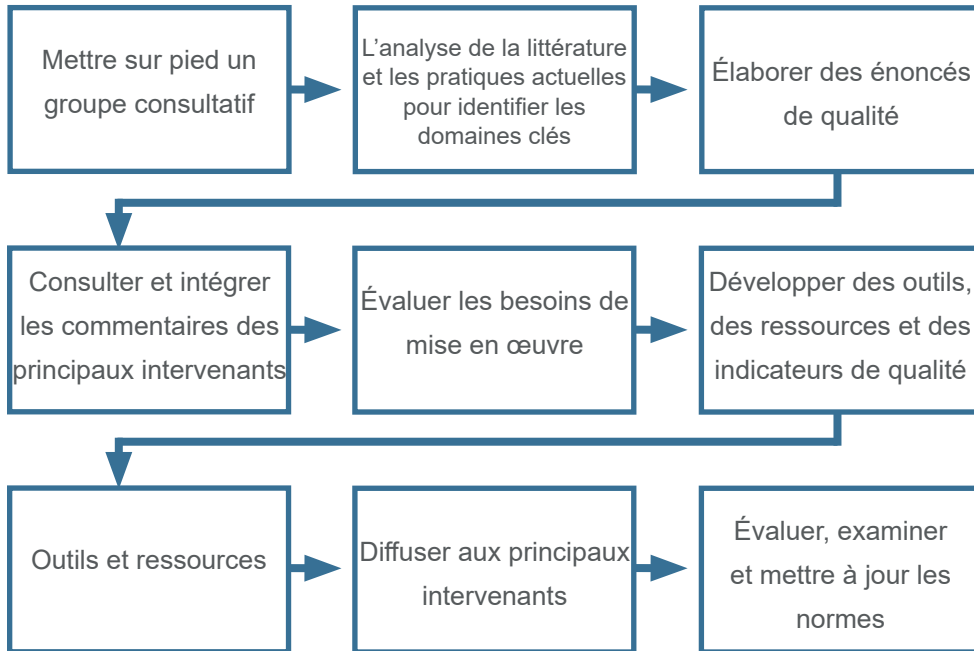 Mettre sur pied un
groupe consultatif
L’analyse de la littérature
et les pratiques actuelles
pour identifier les
domaines clés
Élaborer des énoncés
de qualité
Consulter et intégrer
les commentaires des
principaux intervenants
Évaluer les besoins de
mise en œuvre
Développer des outils,
des ressources et des
indicateurs de qualité
Outils et ressources
Diffuser aux principaux
intervenants
Évaluer, examiner
et mettre à jour les
normes